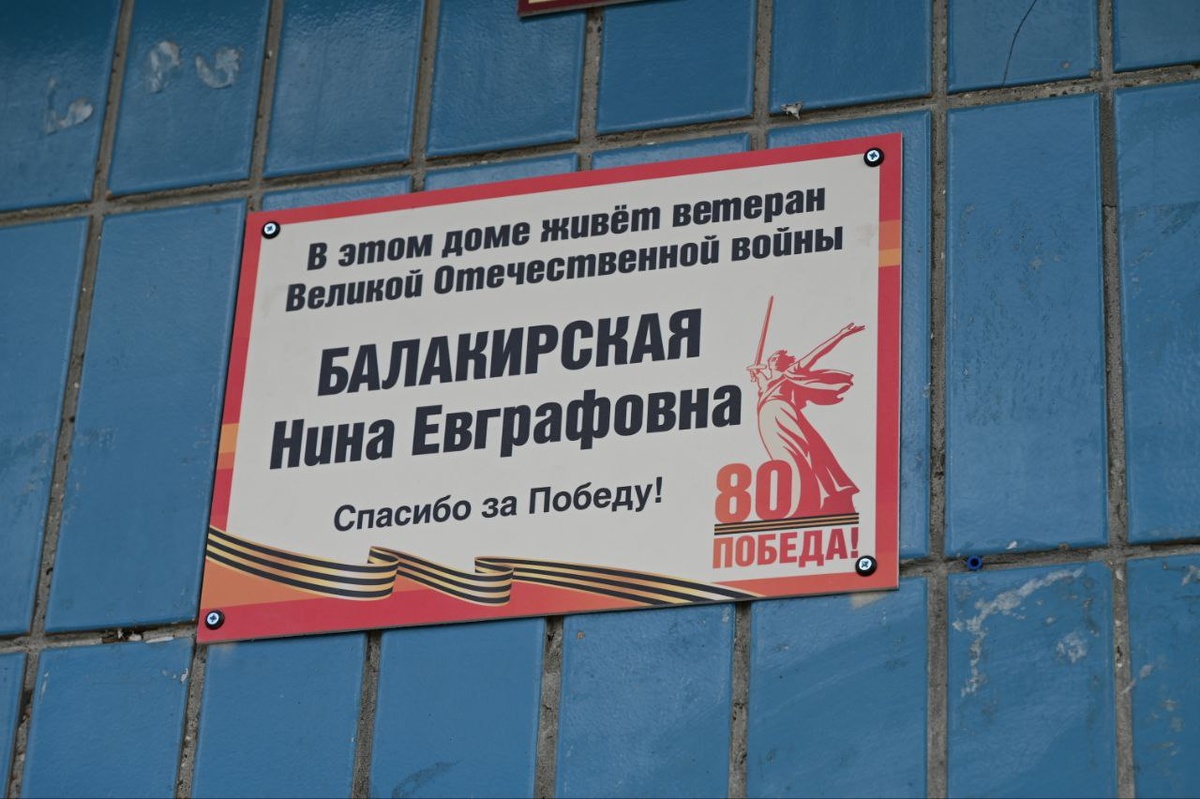 В этом доме живёт ветеран
Великой Отечественной войны
БАЛАКИРСКАЯ
Нина Евграфовна
Спасибо за Победу!
80
ПОБЕДА!